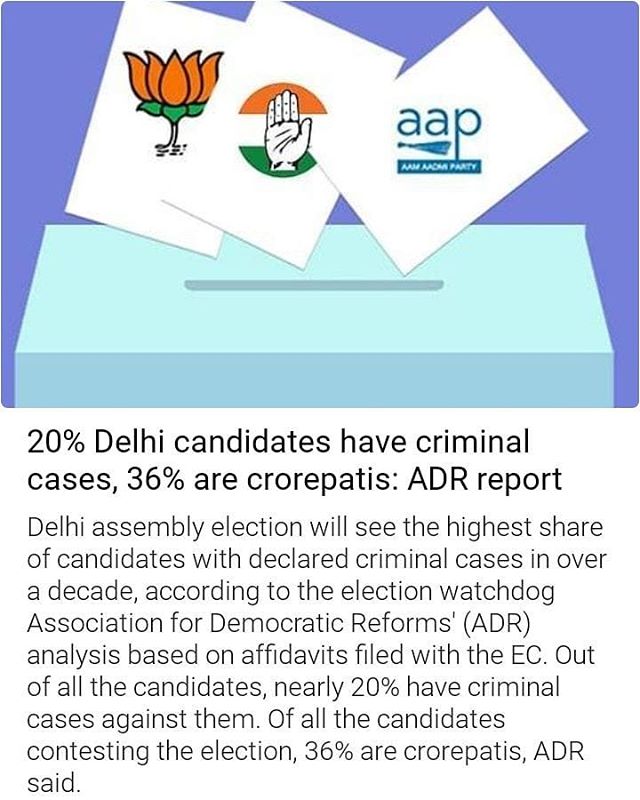 aap
AAM AADMI PARTY
20% Delhi candidates have criminal
cases, 36% are crorepatis: ADR report
Delhi assembly election will see the highest share
of candidates with declared criminal cases in over
a decade, according to the election watchdog
Association for Democratic Reforms' (ADR)
analysis based on affidavits filed with the EC. Out
of all the candidates, nearly 20% have criminal
cases against them. Of all the candidates
contesting the election, 36% are crorepatis, ADR
said.